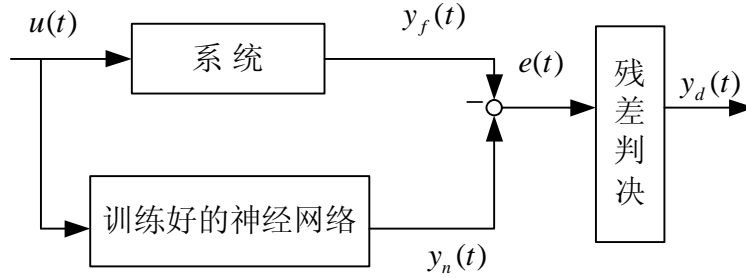 u(t)
系 统
y_f(t)
−
e(t)
残差判决
y_d(t)
训练好的神经网络
y_n(t)